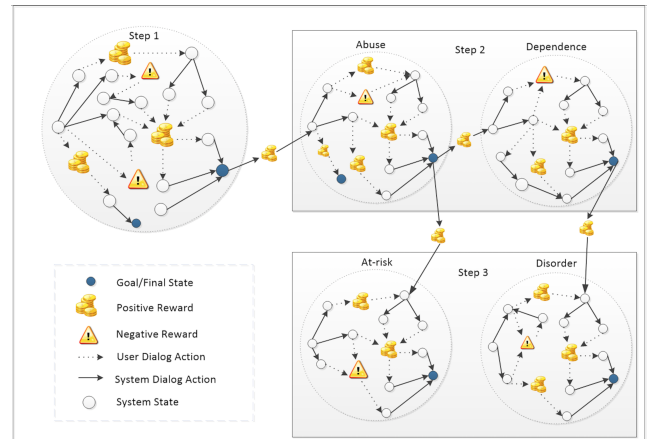 Step 1
Abuse
Step 2
Dependence
At-risk
Step 3
Disorder
Goal/Final State
Positive Reward
Negative Reward
User Dialog Action
System Dialog Action
System State